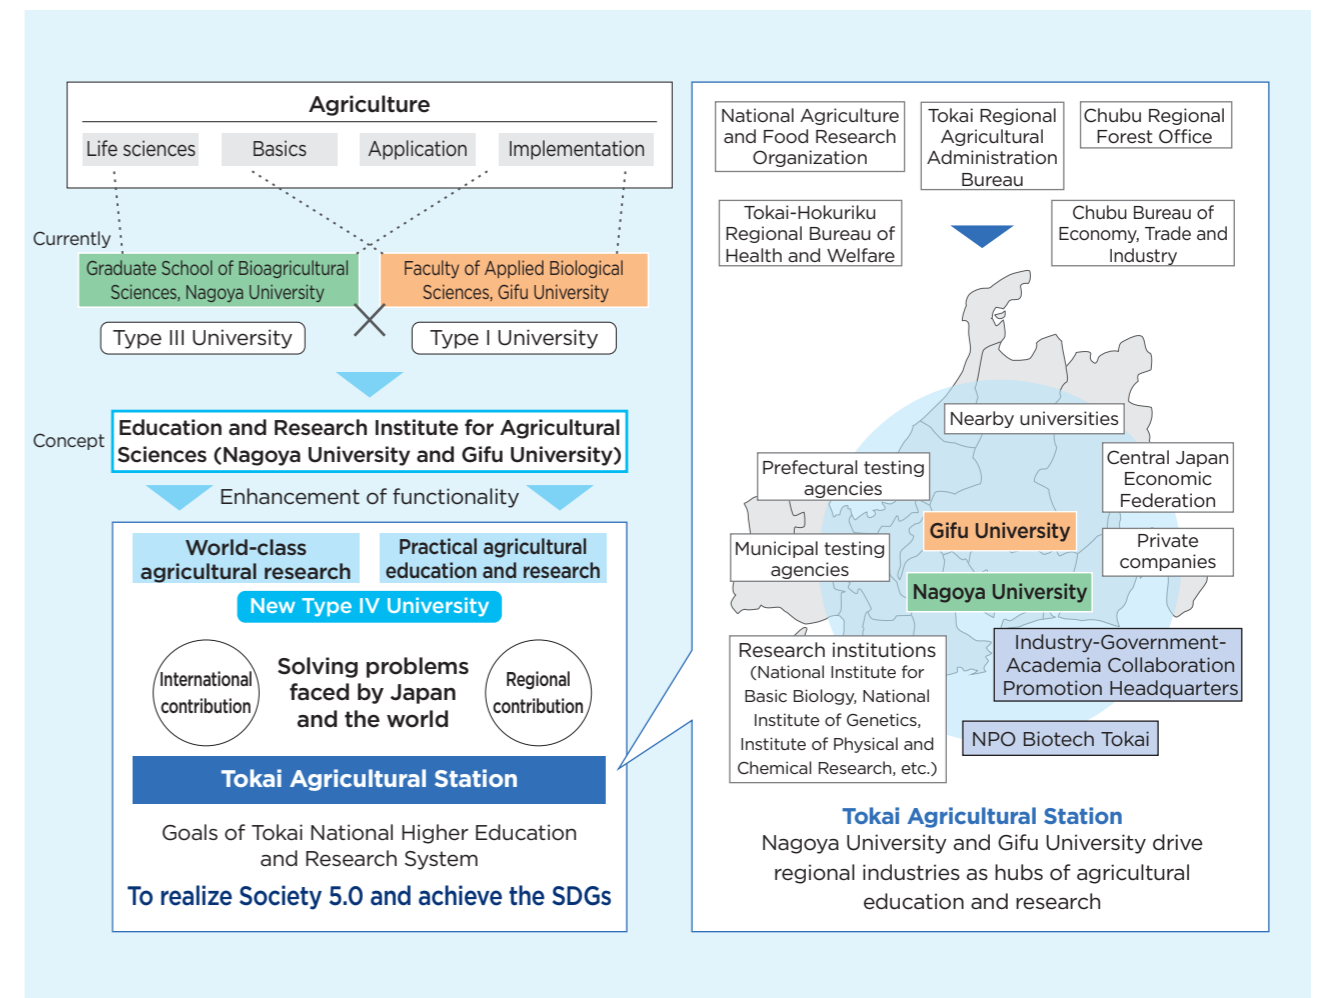 Agriculture
Life sciences
Basics
Application
Implementation
Currently
Graduate School of Bioagricultural
Sciences, Nagoya University
Faculty of Applied Biological
Sciences, Gifu University
Type III University
Type I University
Concept
Education and Research Institute for Agricultural
Sciences (Nagoya University and Gifu University)
Enhancement of functionality
World-class
agricultural research
Practical agricultural
education and research
New Type IV University
International
contribution
Solving problems
faced by Japan
and the world
Regional
contribution
Tokai Agricultural Station
Goals of Tokai National Higher Education
and Research System
To realize Society 5.0 and achieve the SDGs
National Agriculture
and Food Research
Organization
Tokai Regional
Agricultural
Administration
Bureau
Chubu Regional
Forest Office
Tokai-Hokuriku
Regional Bureau of
Health and Welfare
Chubu Bureau of
Economy, Trade and
Industry
Nearby universities
Prefectural testing
agencies
Central Japan
Economic
Federation
Gifu University
Municipal testing
agencies
Private
companies
Nagoya University
Research institutions
(National Institute for
Basic Biology, National
Institute of Genetics,
Institute of Physical and
Chemical Research, etc.)
Industry-Government-
Academia Collaboration
Promotion Headquarters
NPO Biotech Tokai
Tokai Agricultural Station
Nagoya University and Gifu University drive
regional industries as hubs of agricultural
education and research